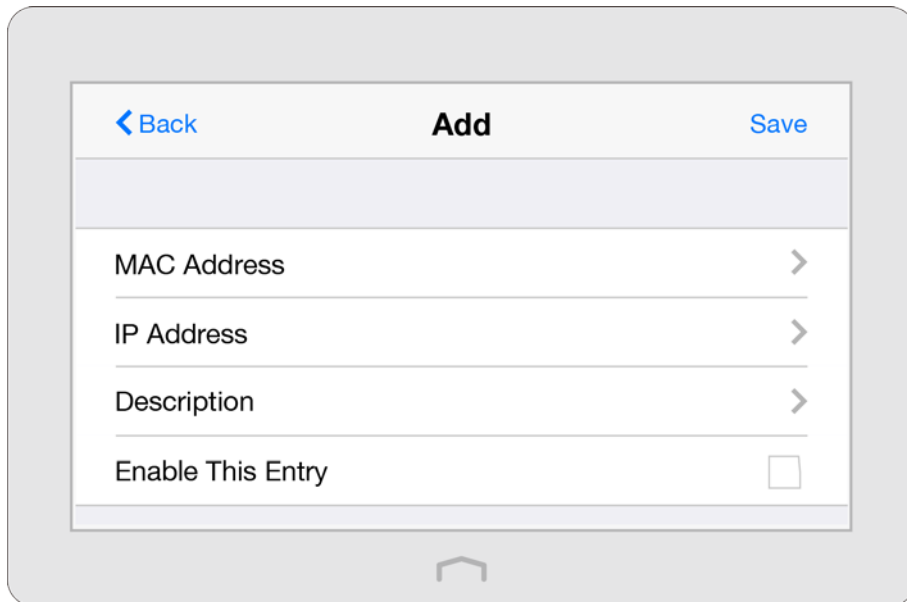 Back Add Save
MAC Address
IP Address
Description
Enable This Entry